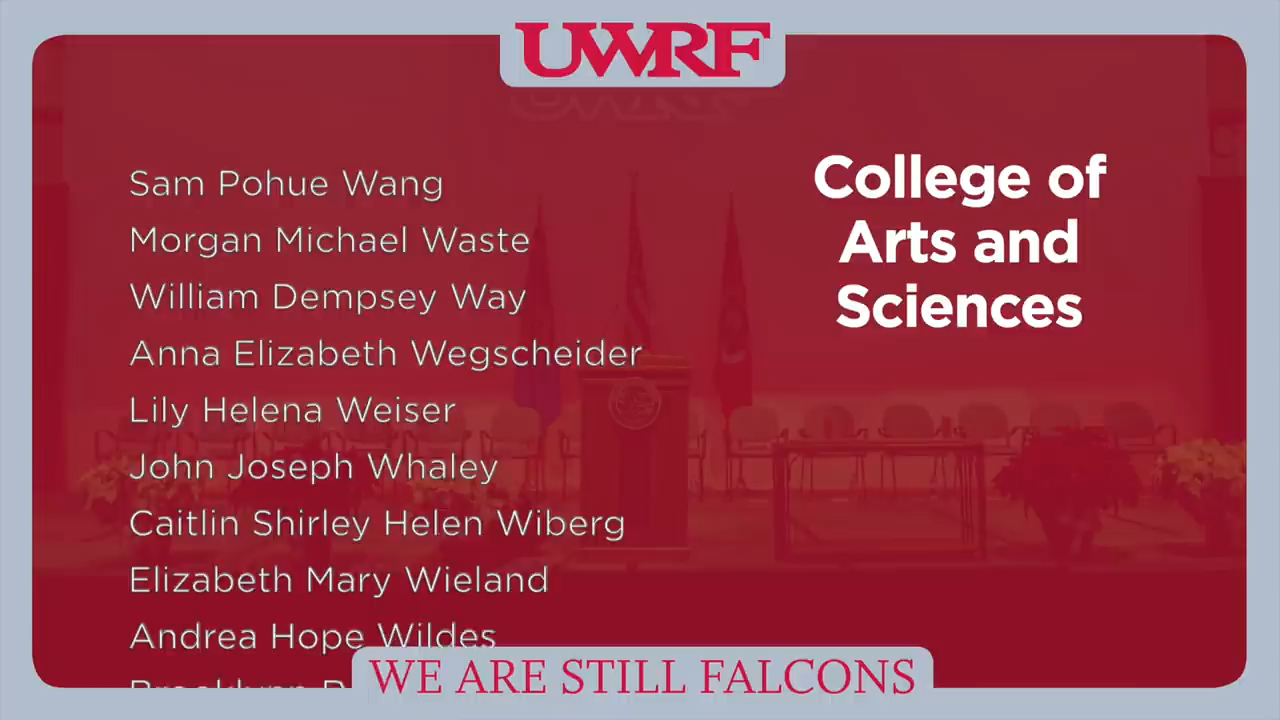 UWRF
Sam Pohue Wang
Morgan Michael Waste
William Dempsey Way
Anna Elizabeth Wegscheider
Lily Helena Weiser
John Joseph Whaley
Caitlin Shirley Helen Wiberg
Elizabeth Mary Wieland
Andrea Hope Wildes
College of
Arts and
Sciences
WE ARE STILL FALCONS